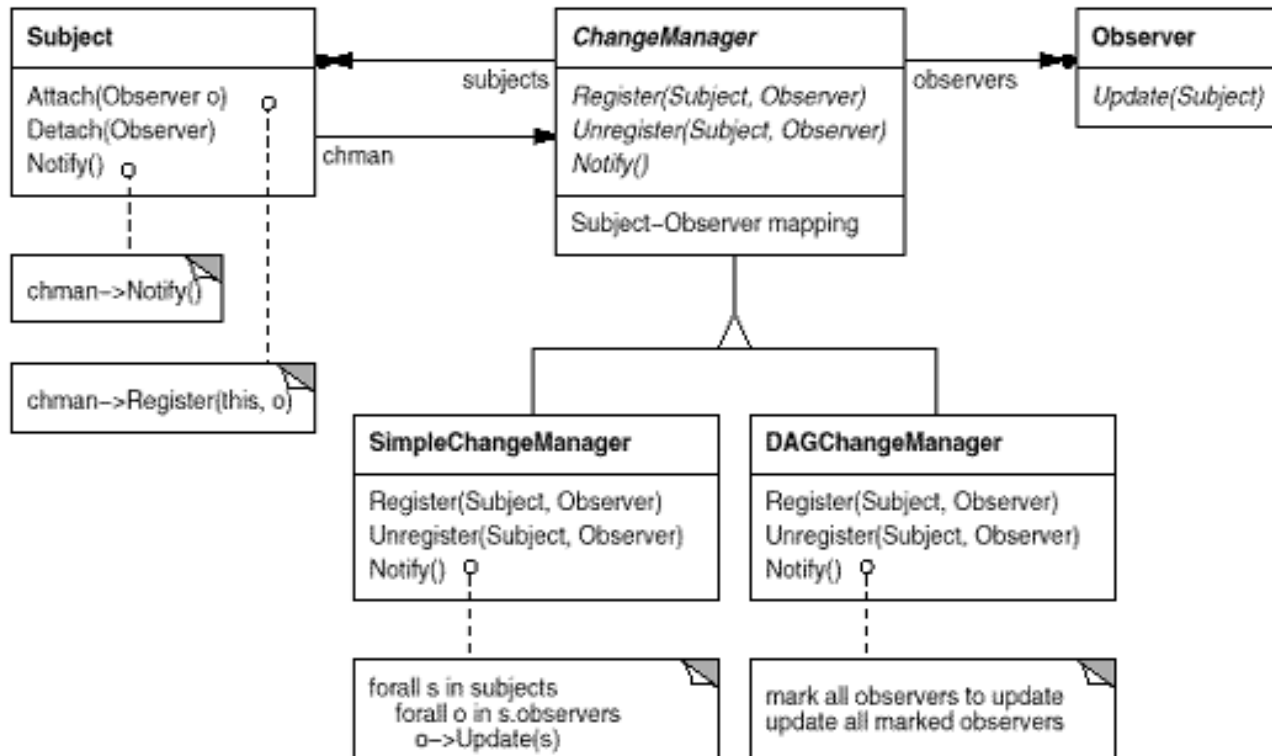 Subject
Attach(Observer o)
Detach(Observer)
Notify()
chman->Notify()
chman->Register(this, o)
subjects
chman
ChangeManager
Register(Subject, Observer)
Unregister(Subject, Observer)
Notify()
Subject-Observer mapping
observers
Observer
Update(Subject)
SimpleChangeManager
Register(Subject, Observer)
Unregister(Subject, Observer)
Notify()
forall s in subjects
forall o in s.observers
o->Update(s)
DAGChangeManager
Register(Subject, Observer)
Unregister(Subject, Observer)
Notify()
mark all observers to update
update all marked observers